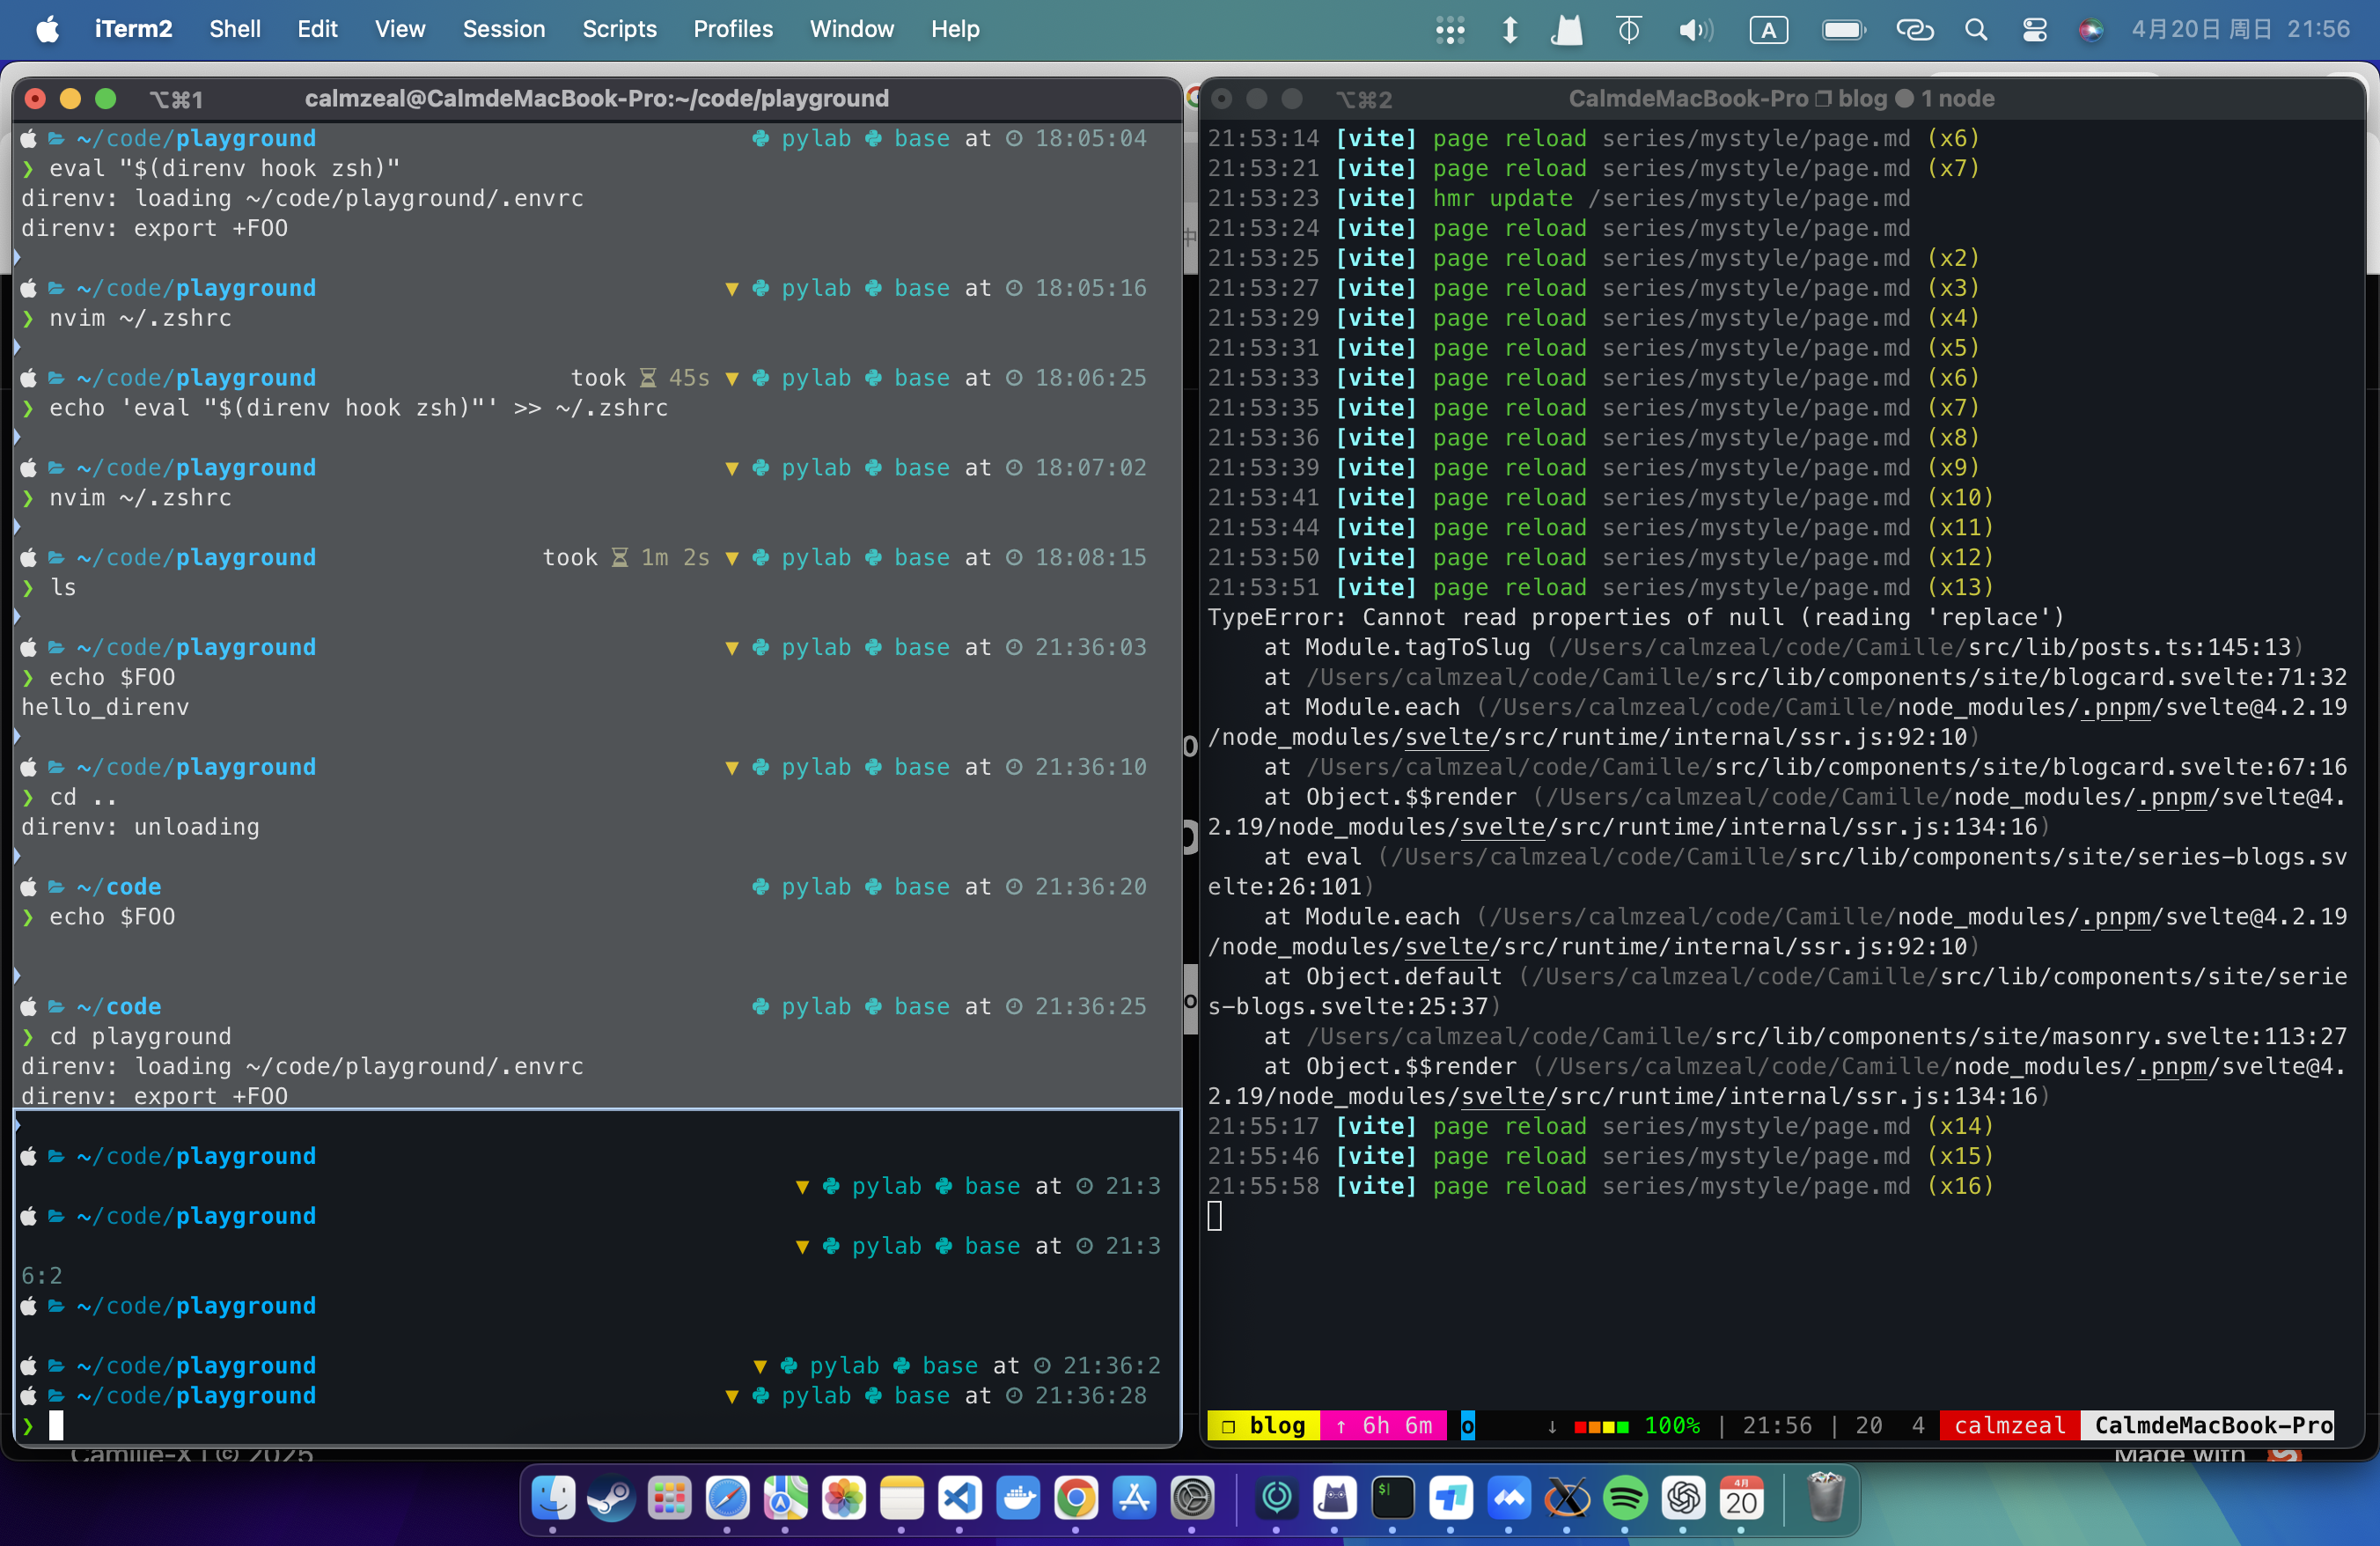 iTerm2 Shell Edit View Session Scripts Profiles Window Help A 4月20日 周日 21:56
⌥⌘1 calmzeal@CalmdeMacBook-Pro:~/code/playground
~/code/playground pylab base at 18:05:04
❯ eval "$(direnv hook zsh)"
direnv: loading ~/code/playground/.envrc
direnv: export +FOO
~/code/playground ▼ pylab base at 18:05:16
❯ nvim ~/.zshrc
~/code/playground took 45s ▼ pylab base at 18:06:25
❯ echo 'eval "$(direnv hook zsh)"' >> ~/.zshrc
~/code/playground ▼ pylab base at 18:07:02
❯ nvim ~/.zshrc
~/code/playground took 1m 2s ▼ pylab base at 18:08:15
❯ ls
~/code/playground ▼ pylab base at 21:36:03
❯ echo $FOO
hello_direnv
~/code/playground ▼ pylab base at 21:36:10
❯ cd ..
direnv: unloading
~/code pylab base at 21:36:20
❯ echo $FOO
~/code pylab base at 21:36:25
❯ cd playground
direnv: loading ~/code/playground/.envrc
direnv: export +FOO
~/code/playground
▼ pylab base at 21:3
~/code/playground
▼ pylab base at 21:3
6:2
~/code/playground
~/code/playground ▼ pylab base at 21:36:2
~/code/playground ▼ pylab base at 21:36:28
❯
⌥⌘2 CalmdeMacBook-Pro ❐ blog ● 1 node
21:53:14 [vite] page reload series/mystyle/page.md (x6)
21:53:21 [vite] page reload series/mystyle/page.md (x7)
21:53:23 [vite] hmr update /series/mystyle/page.md
21:53:24 [vite] page reload series/mystyle/page.md
21:53:25 [vite] page reload series/mystyle/page.md (x2)
21:53:27 [vite] page reload series/mystyle/page.md (x3)
21:53:29 [vite] page reload series/mystyle/page.md (x4)
21:53:31 [vite] page reload series/mystyle/page.md (x5)
21:53:33 [vite] page reload series/mystyle/page.md (x6)
21:53:35 [vite] page reload series/mystyle/page.md (x7)
21:53:36 [vite] page reload series/mystyle/page.md (x8)
21:53:39 [vite] page reload series/mystyle/page.md (x9)
21:53:41 [vite] page reload series/mystyle/page.md (x10)
21:53:44 [vite] page reload series/mystyle/page.md (x11)
21:53:50 [vite] page reload series/mystyle/page.md (x12)
21:53:51 [vite] page reload series/mystyle/page.md (x13)
TypeError: Cannot read properties of null (reading 'replace')
at Module.tagToSlug (/Users/calmzeal/code/Camille/src/lib/posts.ts:145:13)
at /Users/calmzeal/code/Camille/src/lib/components/site/blogcard.svelte:71:32
at Module.each (/Users/calmzeal/code/Camille/node_modules/.pnpm/svelte@4.2.19
/node_modules/svelte/src/runtime/internal/ssr.js:92:10)
at /Users/calmzeal/code/Camille/src/lib/components/site/blogcard.svelte:67:16
at Object.$$render (/Users/calmzeal/code/Camille/node_modules/.pnpm/svelte@4.
2.19/node_modules/svelte/src/runtime/internal/ssr.js:134:16)
at eval (/Users/calmzeal/code/Camille/src/lib/components/site/series-blogs.sv
elte:26:101)
at Module.each (/Users/calmzeal/code/Camille/node_modules/.pnpm/svelte@4.2.19
/node_modules/svelte/src/runtime/internal/ssr.js:92:10)
at Object.default (/Users/calmzeal/code/Camille/src/lib/components/site/serie
s-blogs.svelte:25:37)
at /Users/calmzeal/code/Camille/src/lib/components/site/masonry.svelte:113:27
at Object.$$render (/Users/calmzeal/code/Camille/node_modules/.pnpm/svelte@4.
2.19/node_modules/svelte/src/runtime/internal/ssr.js:134:16)
21:55:17 [vite] page reload series/mystyle/page.md (x14)
21:55:46 [vite] page reload series/mystyle/page.md (x15)
21:55:58 [vite] page reload series/mystyle/page.md (x16)
❐ blog ↑ 6h 6m o ↓ 100% | 21:56 | 20 4 calmzeal CalmdeMacBook-Pro
Camille-X | © 2025 Made with
$
4月
20